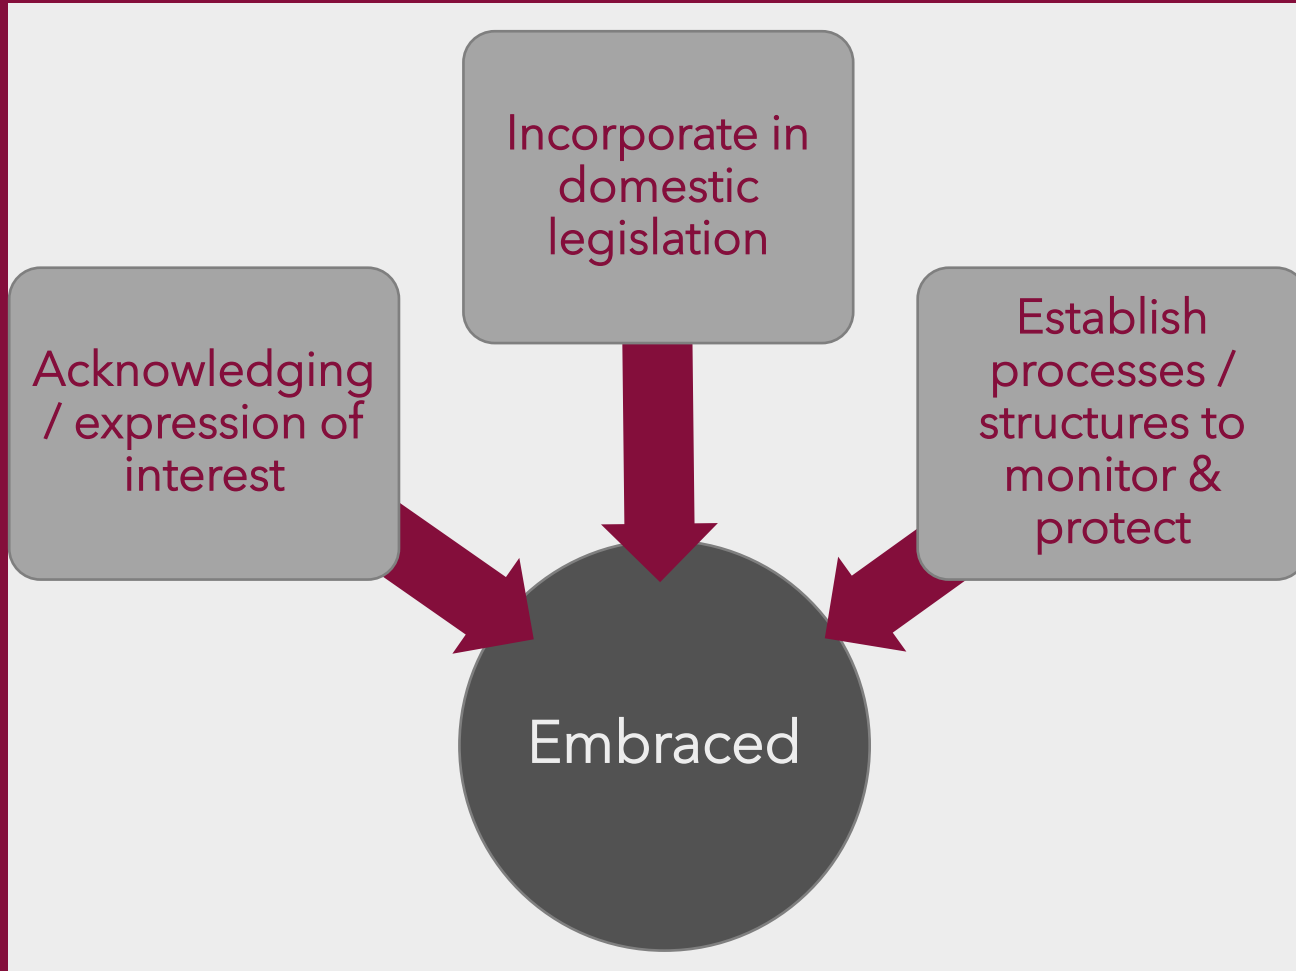 Incorporate in
domestic
legislation
Acknowledging
/ expression of
interest
Establish
processes /
structures to
monitor &
protect
Embraced